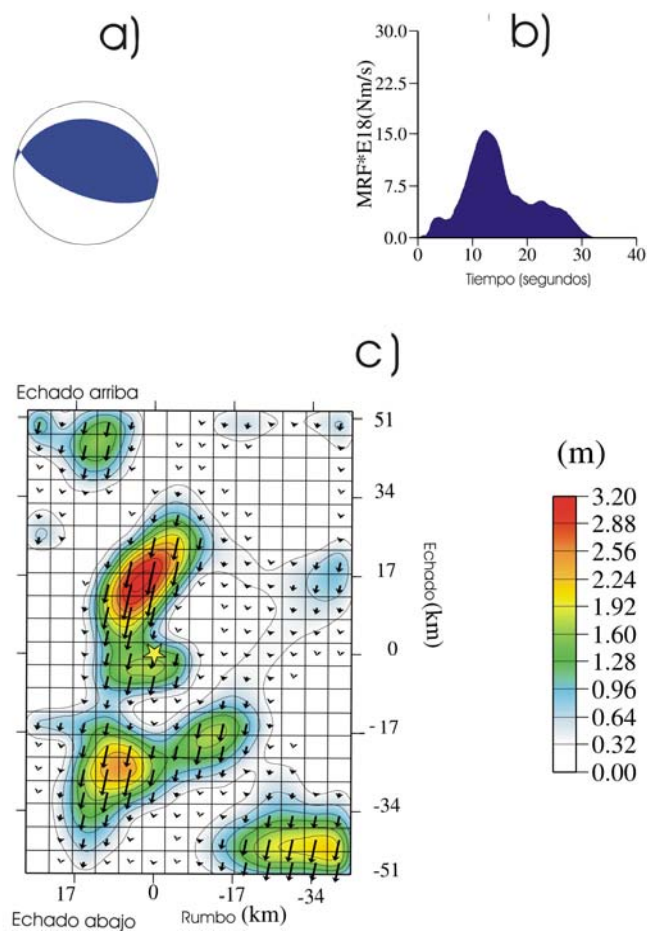 a)
b)
MRF*E18(Nm/s)
30.0
22.5
15.0
7.5
0.0
0 10 20 30 40
Tiempo (segundos)
c)
Echado arriba
51
34
17
0
-17
-34
-51
Echado (km)
17 0 -17 -34
Echado abajo
Rumbo (km)
(m)
3.20
2.88
2.56
2.24
1.92
1.60
1.28
0.96
0.64
0.32
0.00